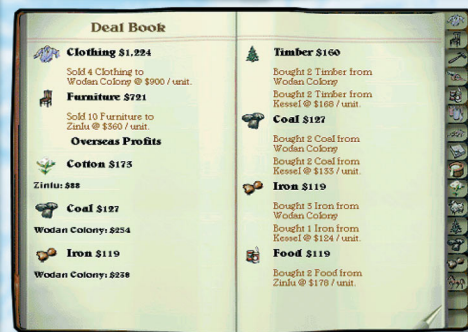 Deal Book
Clothing $1,224
Sold 4 Clothing to
Wodan Colony @ $900 / unit.
Furniture $721
Sold 10 Furniture to
Zinlu @ $360 / unit.
Overseas Profits
Cotton $173
Zinlu: $88
Coal $127
Wodan Colony: $254
Iron $119
Wodan Colony: $238
Timber $160
Bought 2 Timber from
Wodan Colony
Bought 2 Timber from
Kessel @ $168 / unit.
Coal $127
Bought 2 Coal from
Wodan Colony
Bought 2 Coal from
Kessel @ $133 / unit.
Iron $119
Bought 3 Iron from
Wodan Colony
Bought 1 Iron from
Kessel @ $124 / unit.
Food $119
Bought 2 Food from
Zinlu @ $178 / unit.